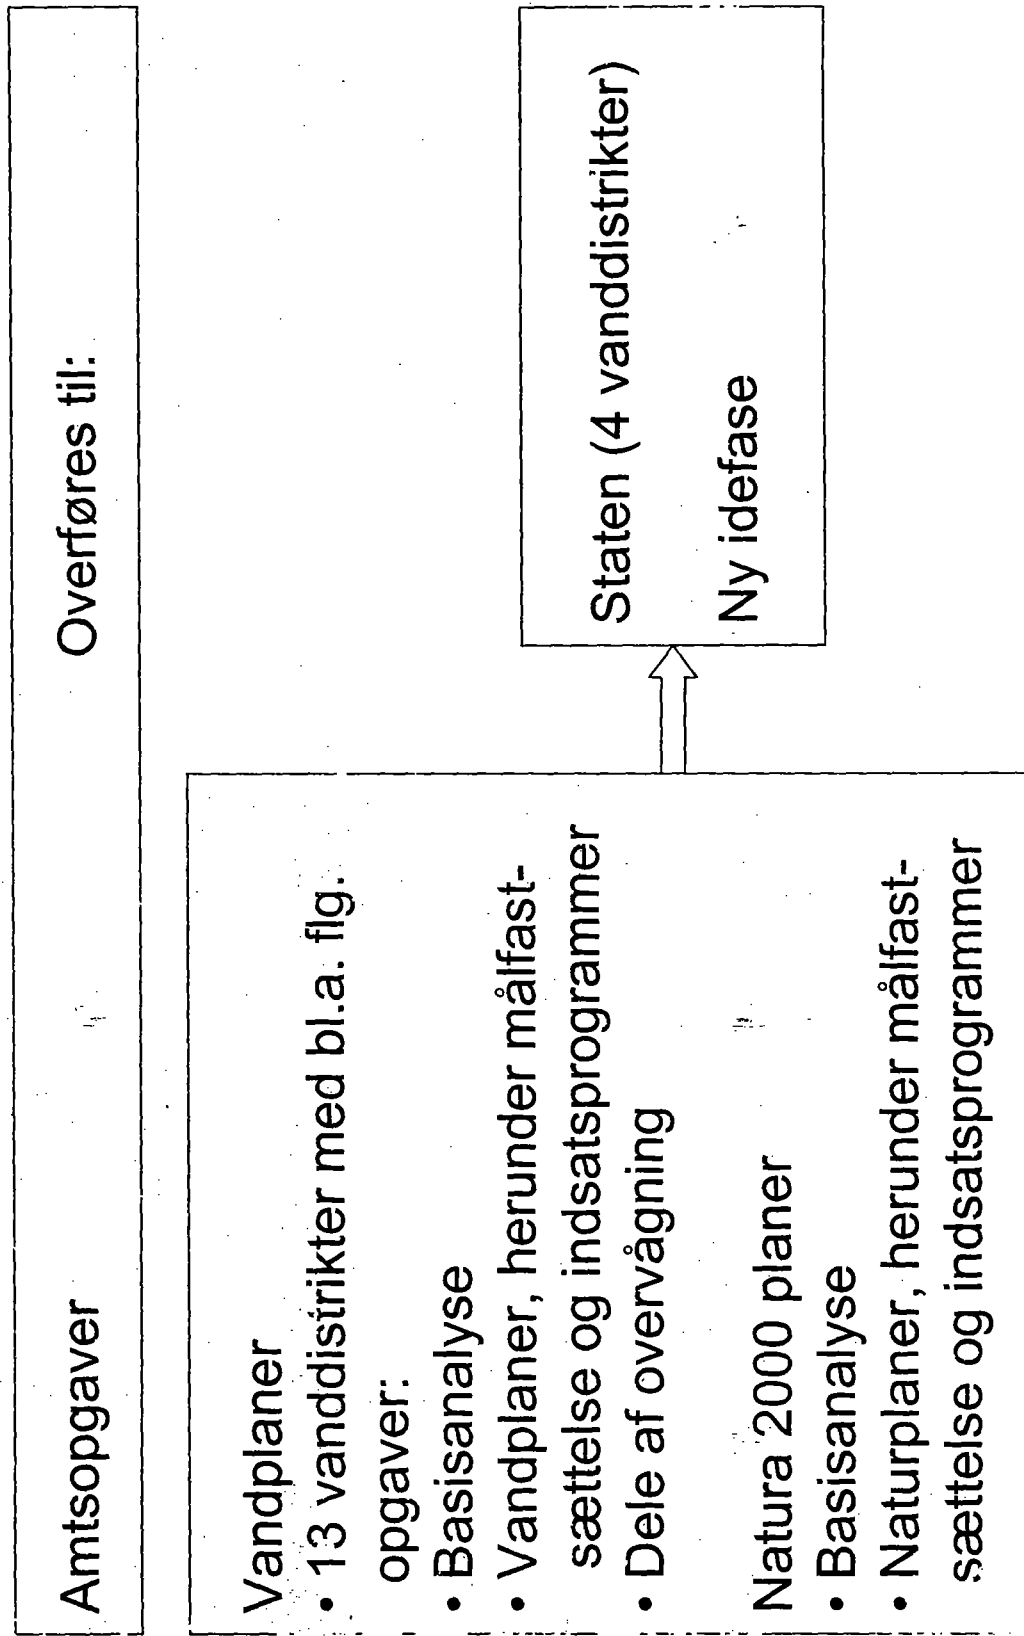 Amtsopgaver Overføres til:
Vandplaner
• 13 vanddistrikter med bl.a. flg.
opgaver:
• Basisanalyse
• Vandplaner, herunder målfast-
sættelse og indsatsprogrammer
• Dele af overvågning
Natura 2000 planer
• Basisanalyse
• Naturplaner, herunder målfast-
sættelse og indsatsprogrammer
Staten (4 vanddistrikter)
Ny idefase